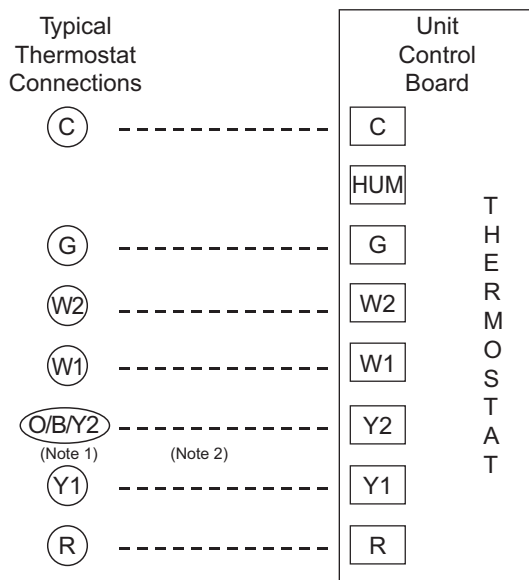 Typical
Thermostat
Connections
Unit
Control
Board
C C
HUM
G G
W2 W2
W1 W1
O/B/Y2 Y2
(Note 1) (Note 2)
Y1 Y1
R R
T
H
E
R
M
O
S
T
A
T